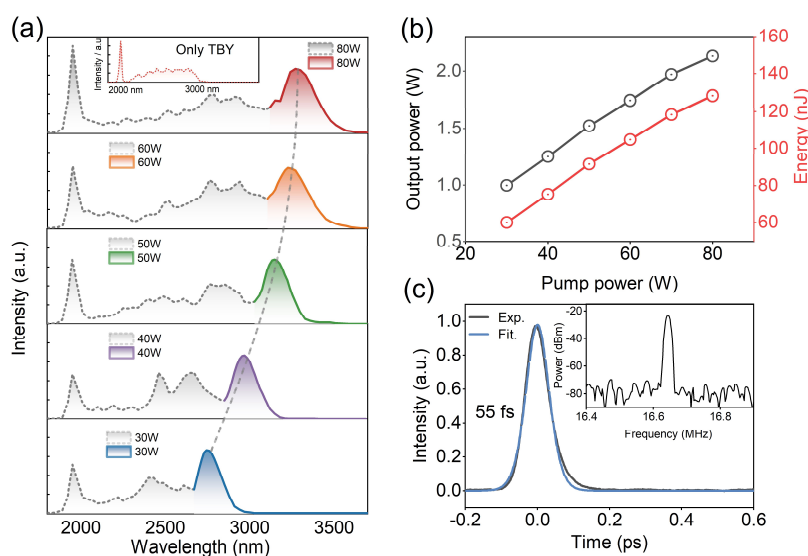 (a)
Intensity / a.u.
Only TBY
2000 nm
3000 nm
80W
80W
60W
60W
50W
50W
40W
40W
30W
30W
Intensity (a.u.)
2000
2500
3000
3500
Wavelength (nm)
(b)
Output power (W)
2.0
1.5
1.0
0.5
160
140
120
100
80
60
Energy (nJ)
20
40
60
80
Pump power (W)
(c)
Exp.
Fit.
55 fs
Intensity (a.u.)
1.0
0.8
0.6
0.4
0.2
0.0
-0.2
0.0
0.2
0.4
0.6
Time (ps)
Power (dBm)
-20
-40
-60
-80
16.4
16.6
16.8
Frequency (MHz)